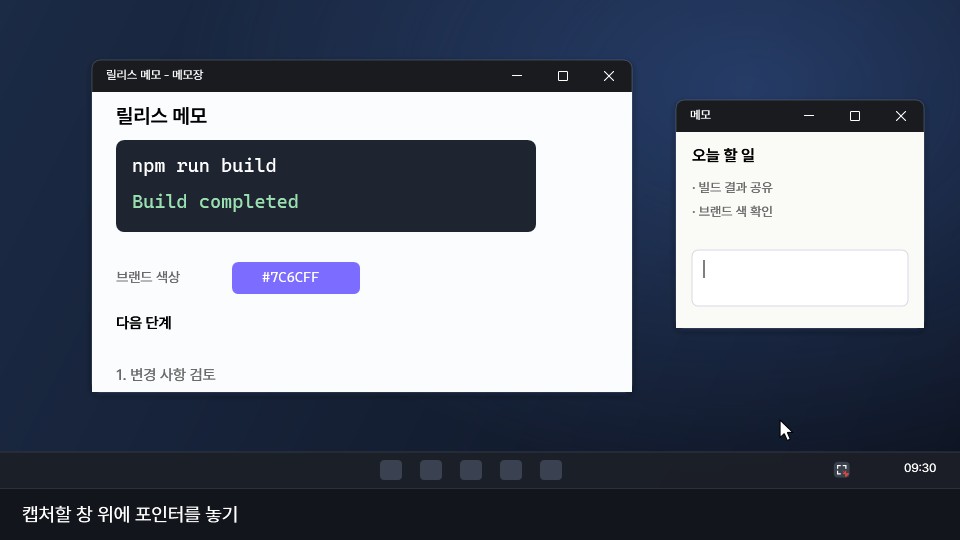 릴리스 메모 - 메모장
릴리스 메모
npm run build
Build completed
브랜드 색상
#7C6CFF
다음 단계
1. 변경 사항 검토
메모
오늘 할 일
· 빌드 결과 공유
· 브랜드 색 확인
09:30
캡처할 창 위에 포인터를 놓기